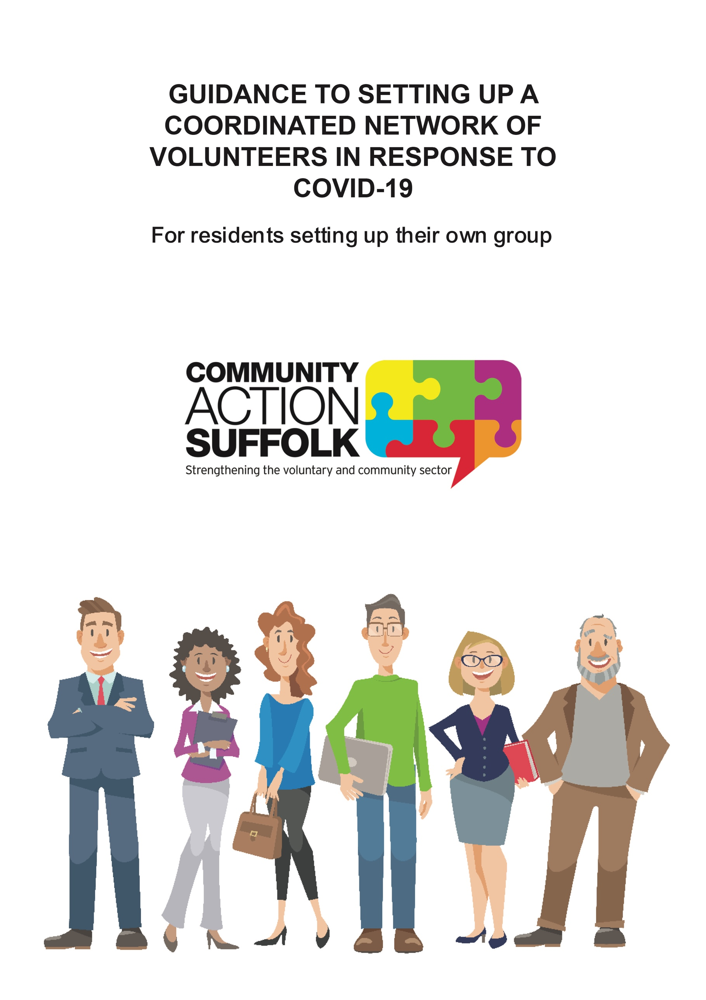 GUIDANCE TO SETTING UP A
COORDINATED NETWORK OF
VOLUNTEERS IN RESPONSE TO
COVID-19
For residents setting up their own group
COMMUNITY
ACTION
SUFFOLK
Strengthening the voluntary and community sector